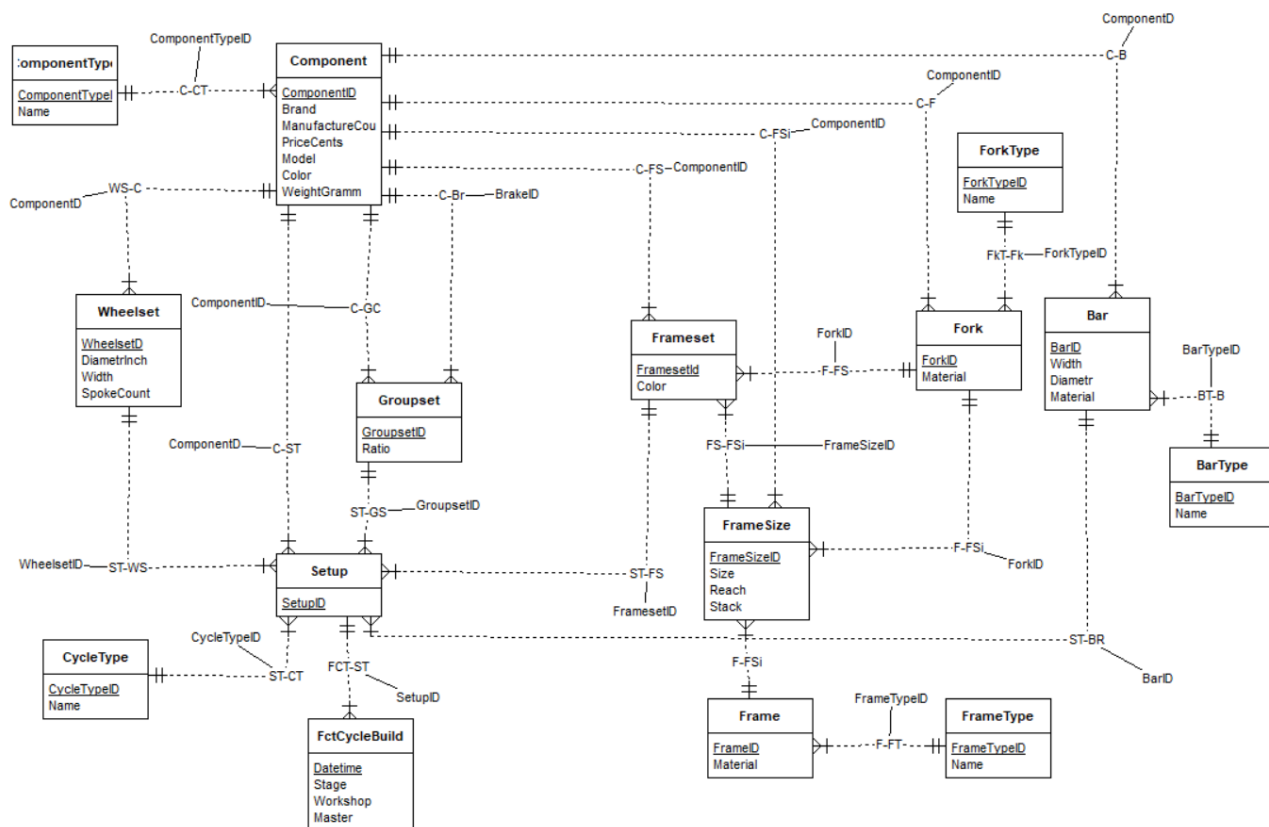 ComponentTypeID
ComponentID
:omponentType
ComponentTypeI
Name
C-CT
Component
ComponentID
Brand
ManufactureCou
PriceCents
Model
Color
WeightGramm
C-B
ComponentID
C-F
ComponentID
C-FSi
ComponentID
C-FS
ComponentID
C-Br
BrakeID
WS-C
ComponentD
ForkType
ForkTypeID
Name
FkT-Fk
ForkTypeID
Wheelset
WheelsetD
DiametrInch
Width
SpokeCount
ComponentID
C-GC
Frameset
FramesetId
Color
ForkID
F-FS
Fork
ForkID
Material
Bar
BarID
Width
Diametr
Material
BarTypeID
BT-B
Groupset
GroupsetID
Ratio
ComponentD
C-ST
FS-FSi
FrameSizeID
BarType
BarTypeID
Name
ST-GS
GroupsetID
FrameSize
FrameSizeID
Size
Reach
Stack
F-FSi
ForkID
WheelsetID
ST-WS
Setup
SetupID
ST-FS
FramesetID
CycleTypeID
CycleType
CycleTypeID
Name
ST-CT
FCT-ST
SetupID
ST-BR
BarID
F-FSi
FctCycleBuild
Datetime
Stage
Workshop
Master
Frame
FrameID
Material
FrameTypeID
F-FT
FrameType
FrameTypeID
Name